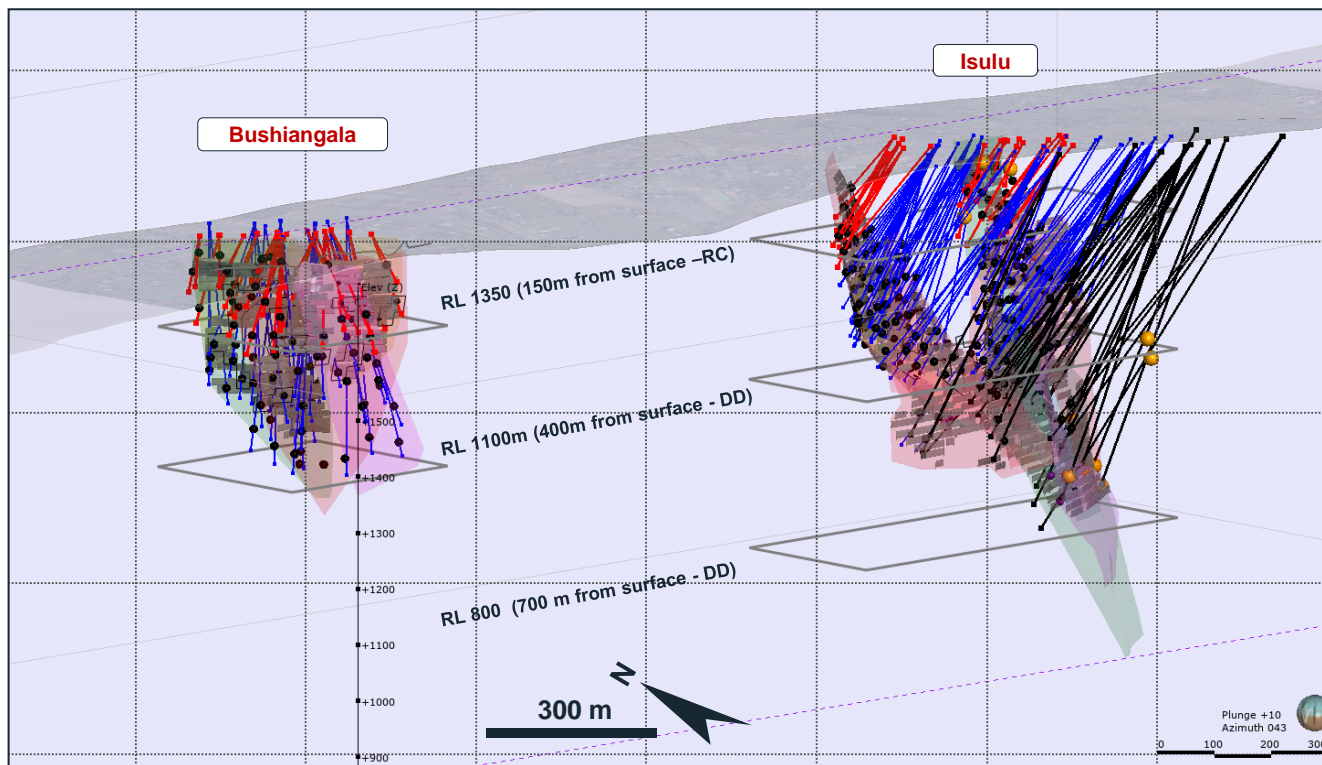 Isulu
Bushiangala
RL 1350 (150m from surface –RC)
Elev (Z)
RL 1100m (400m from surface - DD)
+1500
+1400
+1300
RL 800  (700 m from surface - DD)
+1200
+1100
+1000
+900
N
300 m
Plunge +10
Azimuth 043
0 100 200 300